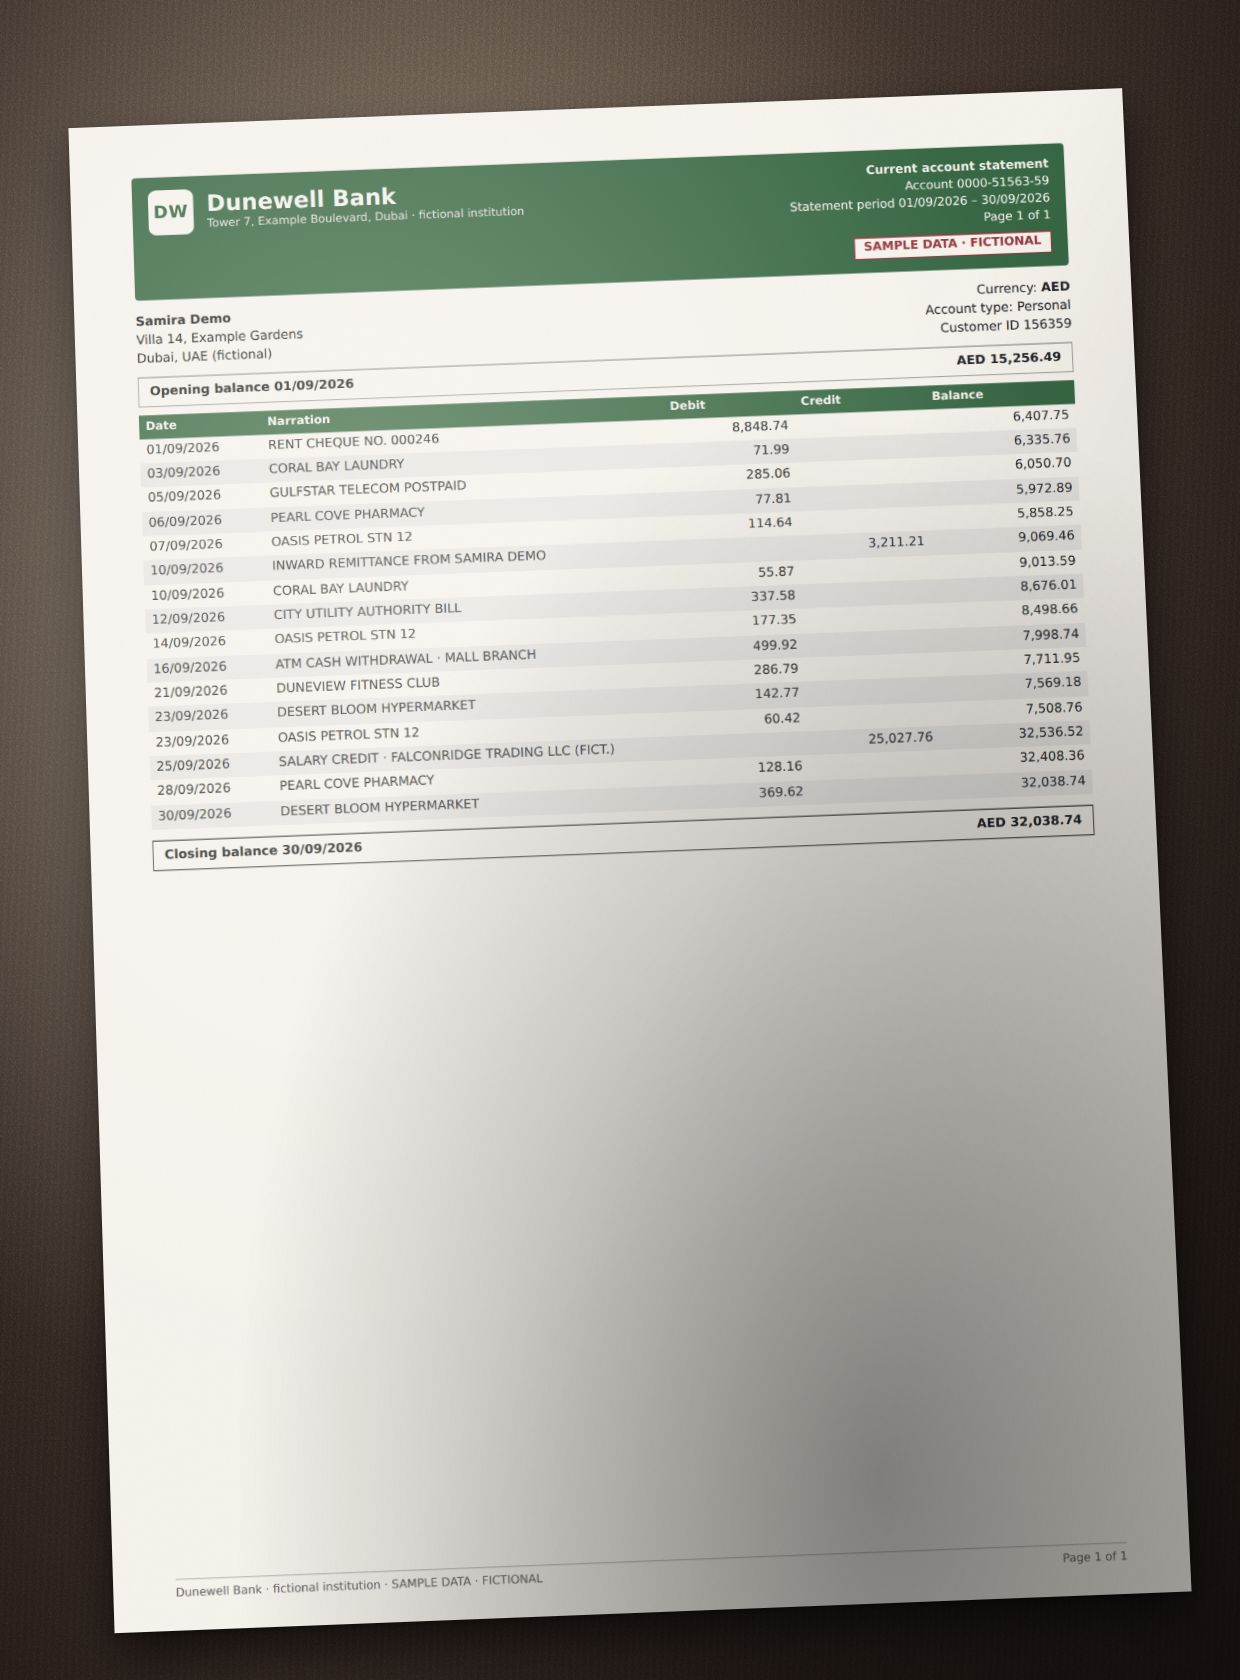 DW
Dunewell Bank
Tower 7, Example Boulevard, Dubai · fictional institution
Current account statement
Account 0000-51563-59
Statement period 01/09/2026 – 30/09/2026
Page 1 of 1
SAMPLE DATA · FICTIONAL
Samira Demo
Villa 14, Example Gardens
Dubai, UAE (fictional)
Currency: AED
Account type: Personal
Customer ID 156359
Opening balance 01/09/2026 AED 15,256.49
Date Narration Debit Credit Balance
01/09/2026 RENT CHEQUE NO. 000246 8,848.74 6,407.75
03/09/2026 CORAL BAY LAUNDRY 71.99 6,335.76
05/09/2026 GULFSTAR TELECOM POSTPAID 285.06 6,050.70
06/09/2026 PEARL COVE PHARMACY 77.81 5,972.89
07/09/2026 OASIS PETROL STN 12 114.64 5,858.25
10/09/2026 INWARD REMITTANCE FROM SAMIRA DEMO 3,211.21 9,069.46
10/09/2026 CORAL BAY LAUNDRY 55.87 9,013.59
12/09/2026 CITY UTILITY AUTHORITY BILL 337.58 8,676.01
14/09/2026 OASIS PETROL STN 12 177.35 8,498.66
16/09/2026 ATM CASH WITHDRAWAL · MALL BRANCH 499.92 7,998.74
21/09/2026 DUNEVIEW FITNESS CLUB 286.79 7,711.95
23/09/2026 DESERT BLOOM HYPERMARKET 142.77 7,569.18
23/09/2026 OASIS PETROL STN 12 60.42 7,508.76
25/09/2026 SALARY CREDIT · FALCONRIDGE TRADING LLC (FICT.) 25,027.76 32,536.52
28/09/2026 PEARL COVE PHARMACY 128.16 32,408.36
30/09/2026 DESERT BLOOM HYPERMARKET 369.62 32,038.74
Closing balance 30/09/2026 AED 32,038.74
Dunewell Bank · fictional institution · SAMPLE DATA · FICTIONAL Page 1 of 1